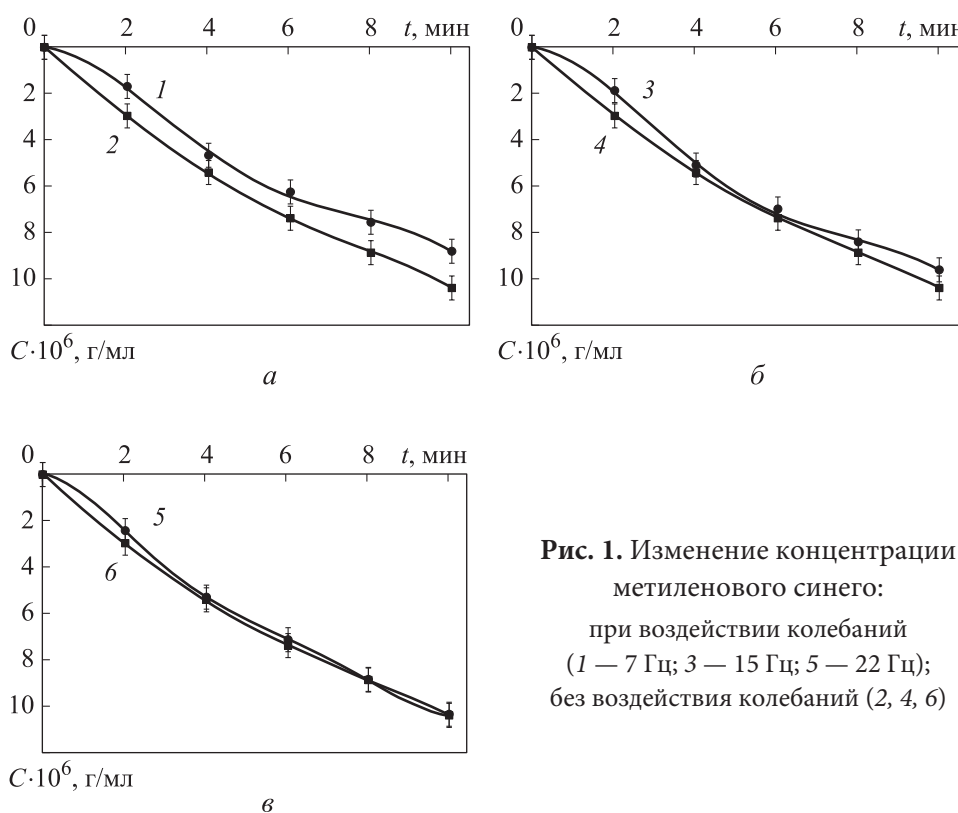 0 2 4 6 8 t, мин
2
1
2
4
6
8
10
C·10⁶, г/мл
а
0 2 4 6 8 t, мин
2
3
4
4
6
8
10
C·10⁶, г/мл
б
0 2 4 6 8 t, мин
2
5
4
6
6
8
10
C·10⁶, г/мл
в
Рис. 1. Изменение концентрации
метиленового синего:
при воздействии колебаний
(1 — 7 Гц; 3 — 15 Гц; 5 — 22 Гц);
без воздействия колебаний (2, 4, 6)